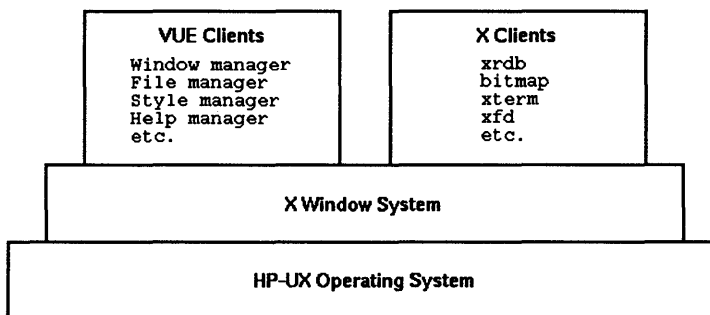 VUE Clients
Window manager
File manager
Style manager
Help manager
etc.
X Clients
xrdb
bitmap
xterm
xfd
etc.
X Window System
HP-UX Operating System